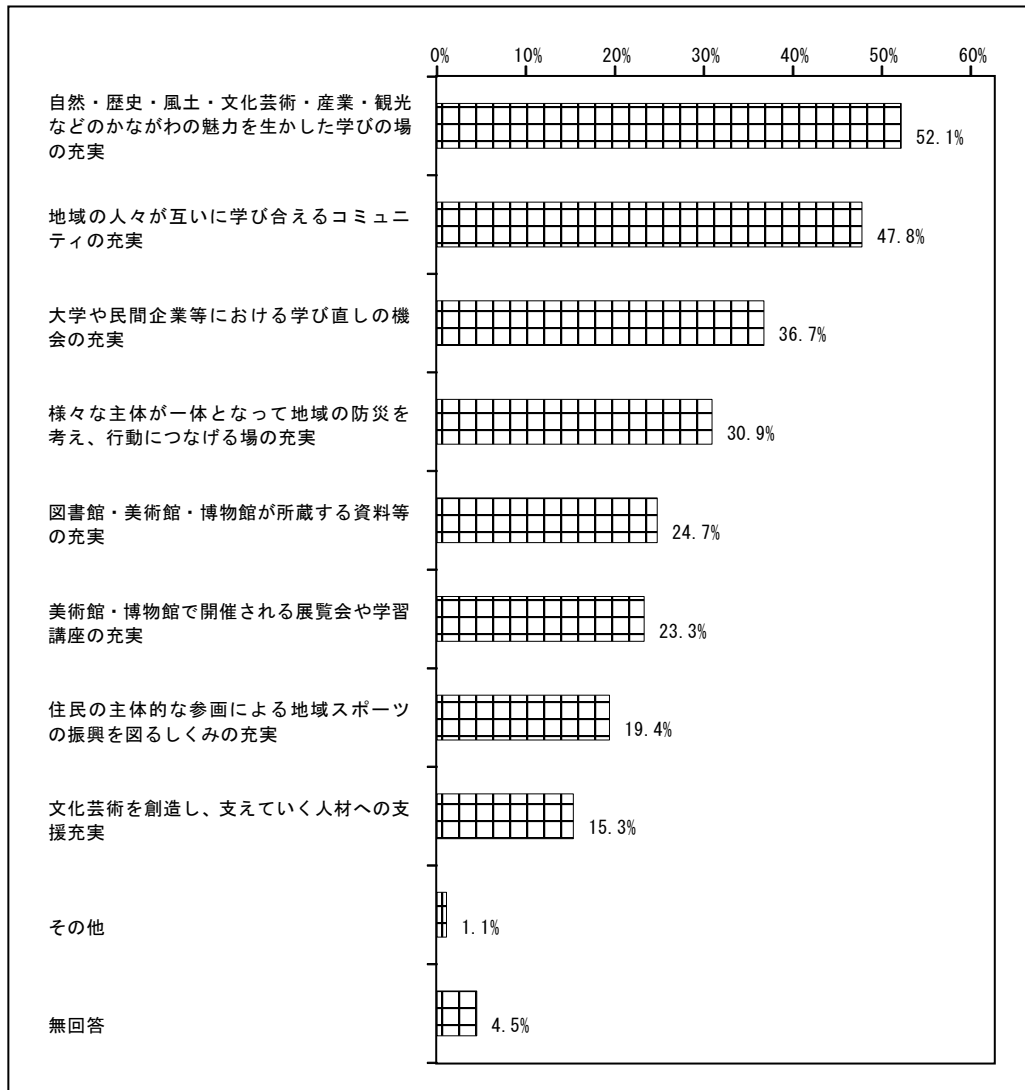 0% 10% 20% 30% 40% 50% 60%
自然・歴史・風土・文化芸術・産業・観光
などのかながわの魅力を生かした学びの場
の充実
52.1%
地域の人々が互いに学び合えるコミュニ
ティの充実
47.8%
大学や民間企業等における学び直しの機
会の充実
36.7%
様々な主体が一体となって地域の防災を
考え、行動につなげる場の充実
30.9%
図書館・美術館・博物館が所蔵する資料等
の充実
24.7%
美術館・博物館で開催される展覧会や学習
講座の充実
23.3%
住民の主体的な参画による地域スポーツ
の振興を図るしくみの充実
19.4%
文化芸術を創造し、支えていく人材への支
援充実
15.3%
その他
1.1%
無回答
4.5%